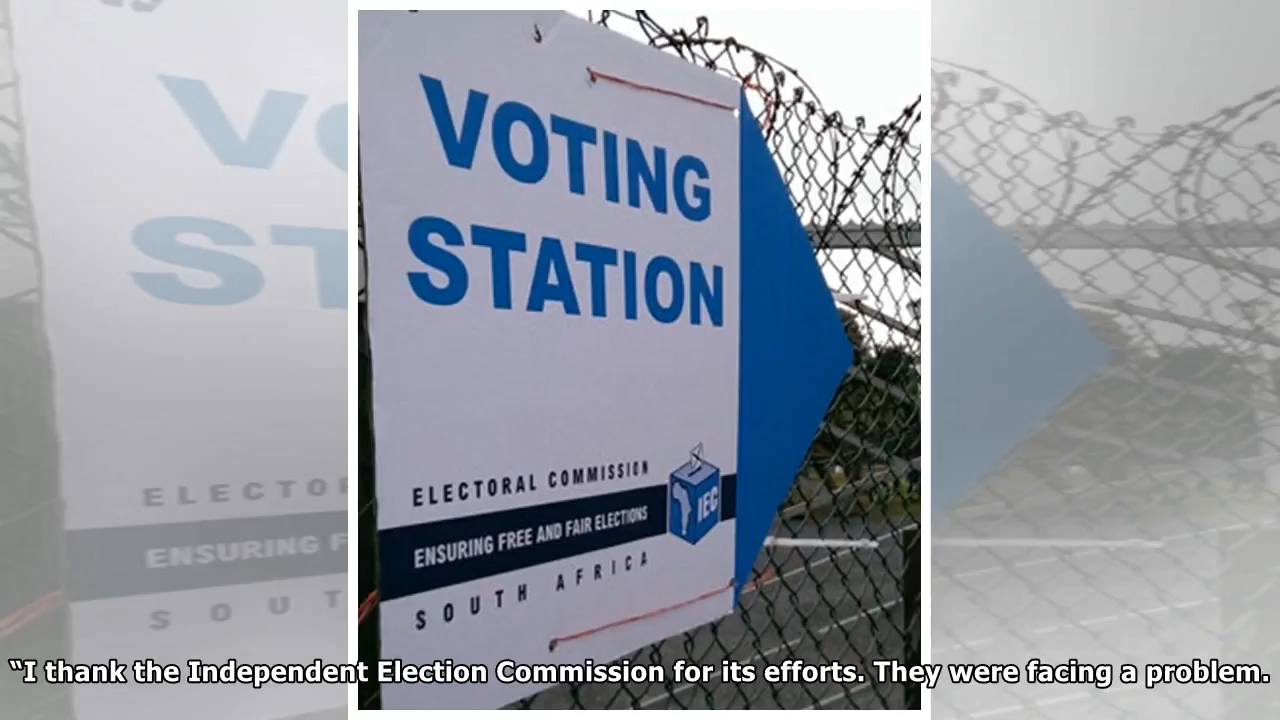 VOTING
STATION
ELECTORAL COMMISSION
ENSURING FREE AND FAIR ELECTIONS
IEC
SOUTH AFRICA
“I thank the Independent Election Commission for its efforts. They were facing a problem.